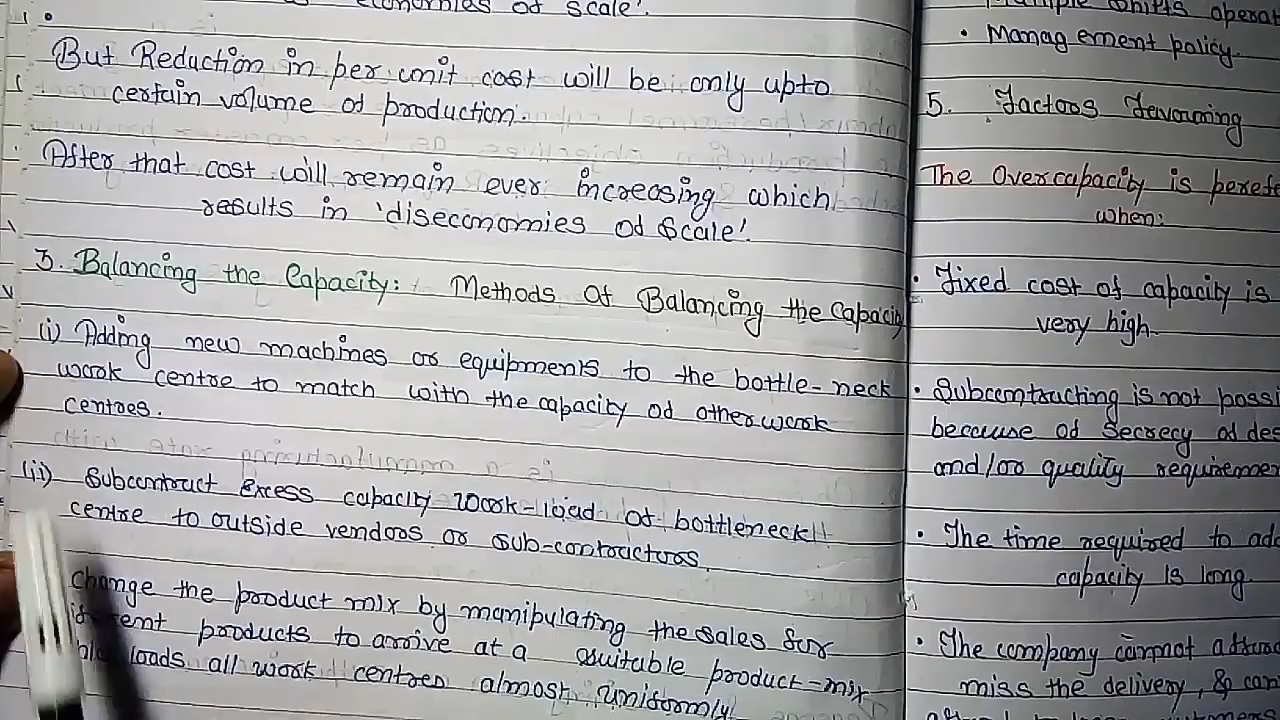 economies of scale'.
But Reduction in per unit cost will be only upto
certain volume of production.
After that cost will remain ever increasing which
results in 'diseconomies of scale'.
3. Balancing the Capacity: Methods of Balancing the Capacity
(i) Adding new machines or equipments to the bottle-neck
work centre to match with the capacity of other work
centres.
(ii) Subcontract excess capacity work-load of bottleneck
centre to outside vendors or sub-contractors.
change the product mix by manipulating the sales for
products to arrive at a suitable product-mix
loads all work centres almost uniformly
shifts
• Management policy.
5. Factors Favouring
The Overcapacity is
when:
• Fixed cost of capacity is
very high.
• Subcontracting is not
because of secrecy of
and/or quality
• The time required to
capacity is long.
• The company cannot
miss the delivery, &